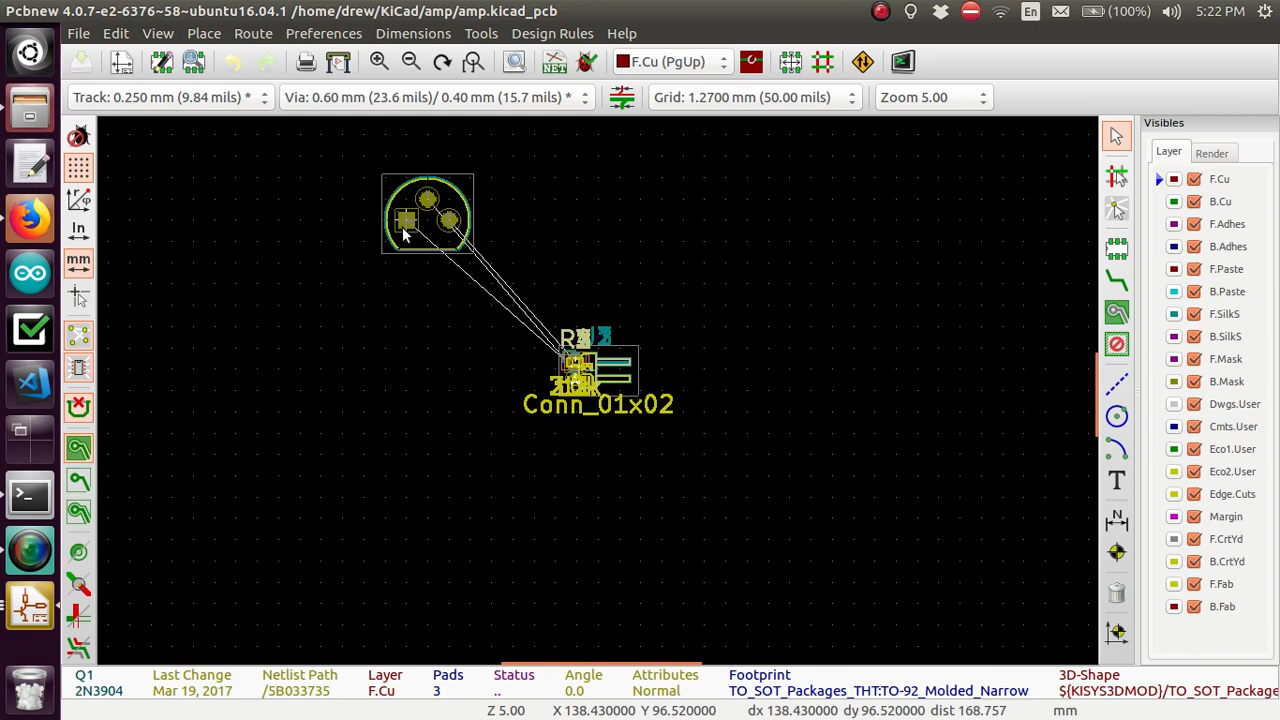 Pcbnew 4.0.7-e2-6376~58~ubuntu16.04.1 /home/drew/KiCad/amp/amp.kicad_pcb
En (100%) 5:22 PM
File Edit View Place Route Preferences Dimensions Tools Design Rules Help
NET F.Cu (PgUp)
Track: 0.250 mm (9.84 mils) * Via: 0.60 mm (23.6 mils)/ 0.40 mm (15.7 mils) * Grid: 1.2700 mm (50.00 mils) Zoom 5.00
Visibles
Layer Render
F.Cu
B.Cu
F.Adhes
B.Adhes
F.Paste
B.Paste
F.SilkS
B.SilkS
F.Mask
B.Mask
Dwgs.User
Cmts.User
Eco1.User
Eco2.User
Edge.Cuts
Margin
F.CrtYd
B.CrtYd
F.Fab
B.Fab
In
mm
Conn_01x02
T
N
Q1 Last Change Netlist Path Layer Pads Status Angle Attributes Footprint 3D-Shape
2N3904 Mar 19, 2017 /5B033735 F.Cu 3 .. 0.0 Normal TO_SOT_Packages_THT:TO-92_Molded_Narrow ${KISYS3DMOD}/TO_SOT_Package
Z 5.00 X 138.430000 Y 96.520000 dx 138.430000 dy 96.520000 dist 168.757 mm